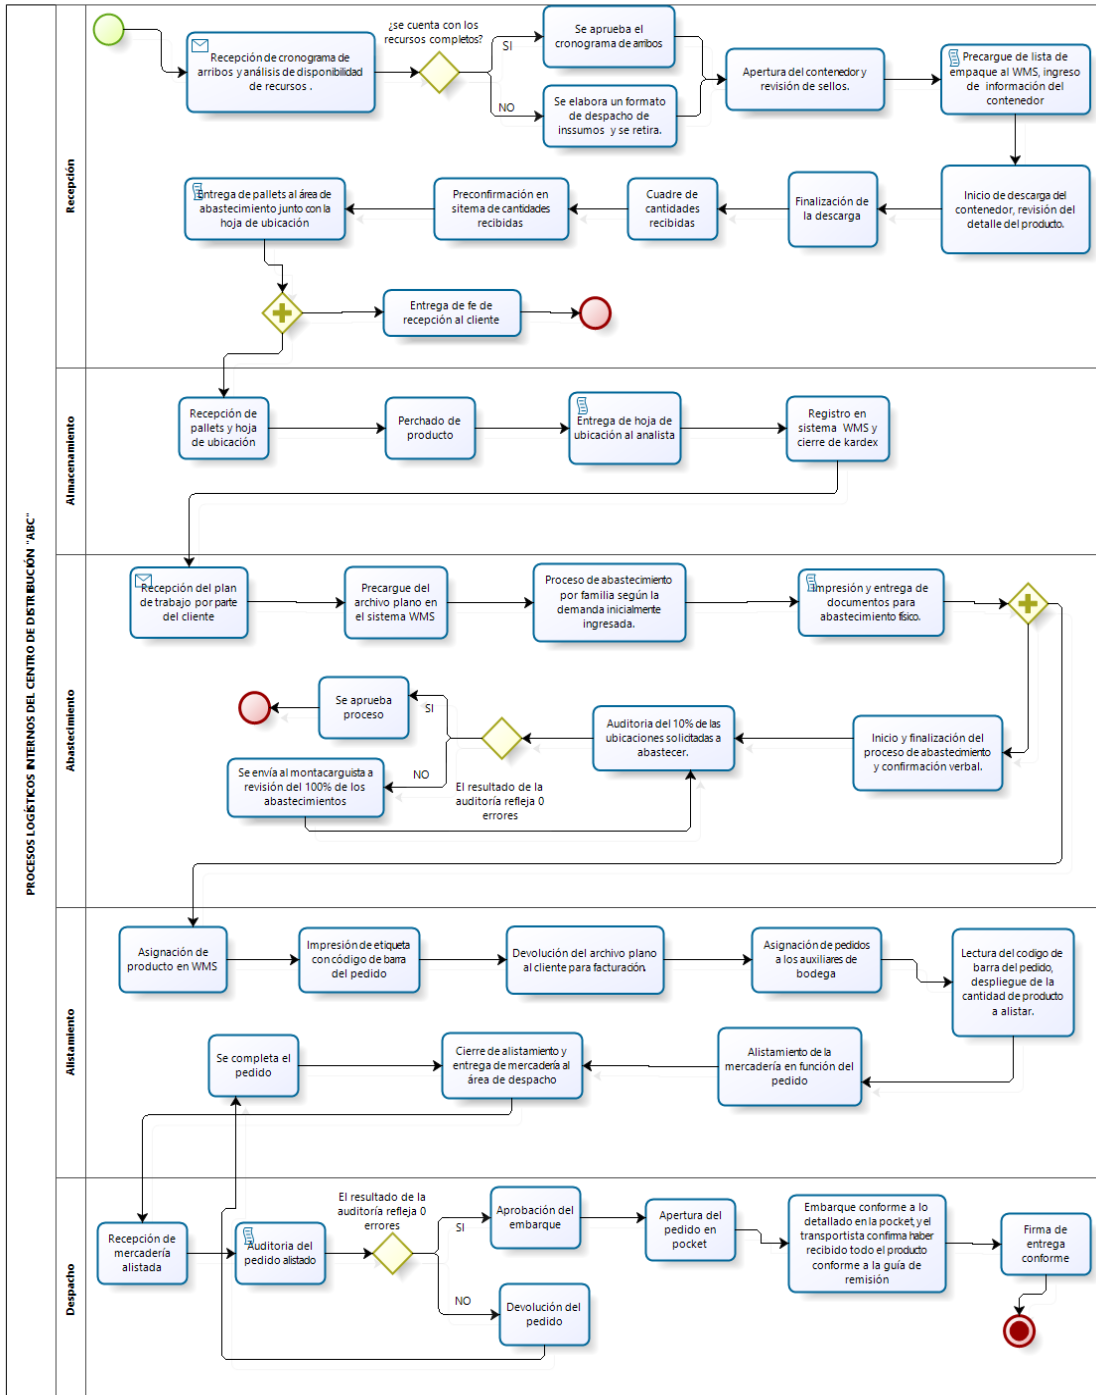 PROCESOS LOGÍSTICOS INTERNOS DEL CENTRO DE DISTRIBUCIÓN "ABC"
Recepción
¿se cuenta con los
recursos completos?
Recepción de cronograma de
arribos y análisis de disponibilidad
de recursos .
SI
NO
Se aprueba el
cronograma de arribos
Se elabora un formato
de despacho de
inssumos y se retira.
Apertura del contenedor y
revisión de sellos.
Precargue de lista de
empaque al WMS, ingreso
de información del
contenedor
Inicio de descarga del
contenedor, revisión del
detalle del producto.
Finalización de
la descarga
Cuadre de
cantidades
recibidas
Preconfirmación en
sitema de cantidades
recibidas
Entrega de pallets al área de
abastecimiento junto con la
hoja de ubicación
Entrega de fe de
recepción al cliente
Almacenamiento
Recepción de
pallets y hoja
de ubicación
Perchado de
producto
Entrega de hoja de
ubicación al analista
Registro en
sistema WMS y
cierre de kardex
Abastecimiento
Recepción del plan
de trabajo por parte
del cliente
Precargue del
archivo plano en
el sistema WMS
Proceso de abastecimiento
por familia según la
demanda inicialmente
ingresada.
Impresión y entrega de
documentos para
abastecimiento físico.
Inicio y finalización del
proceso de abastecimiento
y confirmación verbal.
Auditoria del 10% de las
ubicaciones solicitadas a
abastecer.
El resultado de la
auditoría refleja 0
errores
SI
NO
Se aprueba
proceso
Se envía al montacarguista a
revisión del 100% de los
abastecimientos
Alistamiento
Asignación de
producto en WMS
Impresión de etiqueta
con código de barra
del pedido
Devolución del archivo plano
al cliente para facturación.
Asignación de pedidos
a los auxiliares de
bodega
Lectura del codigo de
barra del pedido,
despliegue de la
cantidad de producto
a alistar.
Alistamiento de la
mercadería en función del
pedido
Cierre de alistamiento y
entrega de mercadería al
área de despacho
Se completa el
pedido
Despacho
Recepción de
mercadería
alistada
Auditoria del
pedido alistado
El resultado de la
auditoría refleja 0
errores
SI
NO
Aprobación del
embarque
Devolución del
pedido
Apertura del
pedido en
pocket
Embarque conforme a lo
detallado en la pocket, y el
transportista confirma haber
recibido todo el producto
conforme a la guía de
remisión
Firma de
entrega
conforme